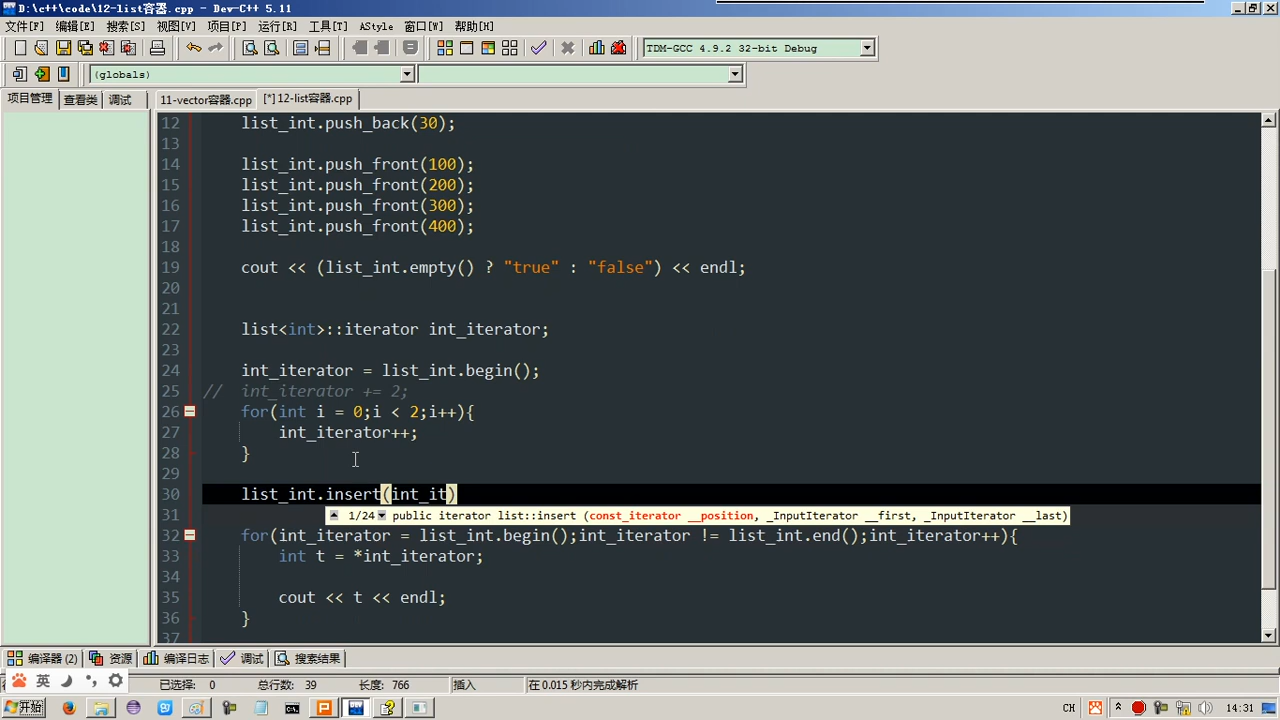 D:\c++\code\12-list容器.cpp - Dev-C++ 5.11
文件[F] 编辑[E] 搜索[S] 视图[V] 项目[P] 运行[R] 工具[T] AStyle 窗口[W] 帮助[H]
TDM-GCC 4.9.2 32-bit Debug
(globals)
项目管理 查看类 调试 11-vector容器.cpp [*] 12-list容器.cpp
12 list_int.push_back(30);
13
14 list_int.push_front(100);
15 list_int.push_front(200);
16 list_int.push_front(300);
17 list_int.push_front(400);
18
19 cout << (list_int.empty() ? "true" : "false") << endl;
20
21
22 list<int>::iterator int_iterator;
23
24 int_iterator = list_int.begin();
25 // int_iterator += 2;
26 for(int i = 0;i < 2;i++){
27 int_iterator++;
28 }
29
30 list_int.insert(int_it)
31 1/24 public iterator list::insert (const_iterator __position, _InputIterator __first, _InputIterator __last)
32 for(int_iterator = list_int.begin();int_iterator != list_int.end();int_iterator++){
33 int t = *int_iterator;
34
35 cout << t << endl;
36 }
37
编译器 (2) 资源 编译日志 调试 搜索结果
英 已选择: 0 总行数: 39 长度: 766 插入 在 0.015 秒内完成解析
开始 CH 14:31